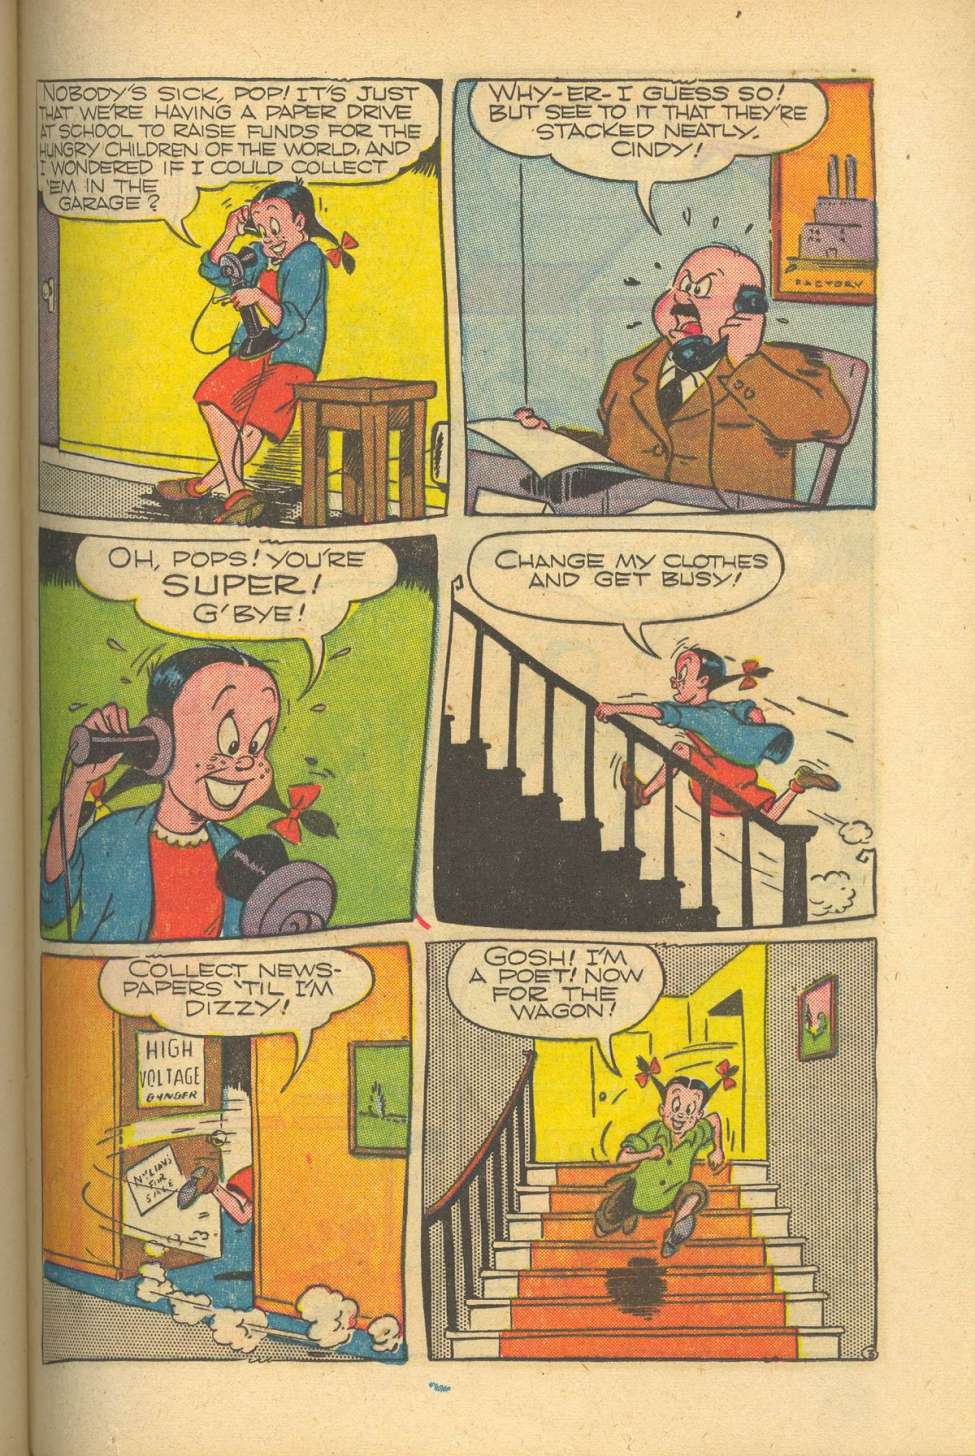 NOBODY'S SICK, POP! IT'S JUST
THAT WE'RE HAVING A PAPER DRIVE
AT SCHOOL TO RAISE FUNDS FOR THE
HUNGRY CHILDREN OF THE WORLD, AND
I WONDERED IF I COULD COLLECT
'EM IN THE
GARAGE?
WHY-ER-I GUESS SO!
BUT SEE TO IT THAT THEY'RE
STACKED NEATLY,
CINDY!
FACTORY
OH, POPS! YOU'RE
SUPER!
G'BYE!
CHANGE MY CLOTHES
AND GET BUSY!
COLLECT NEWS-
PAPERS 'TIL I'M
DIZZY!
HIGH
VOLTAGE
FOR
GOSH! I'M
A POET! NOW
FOR THE
WAGON!
3